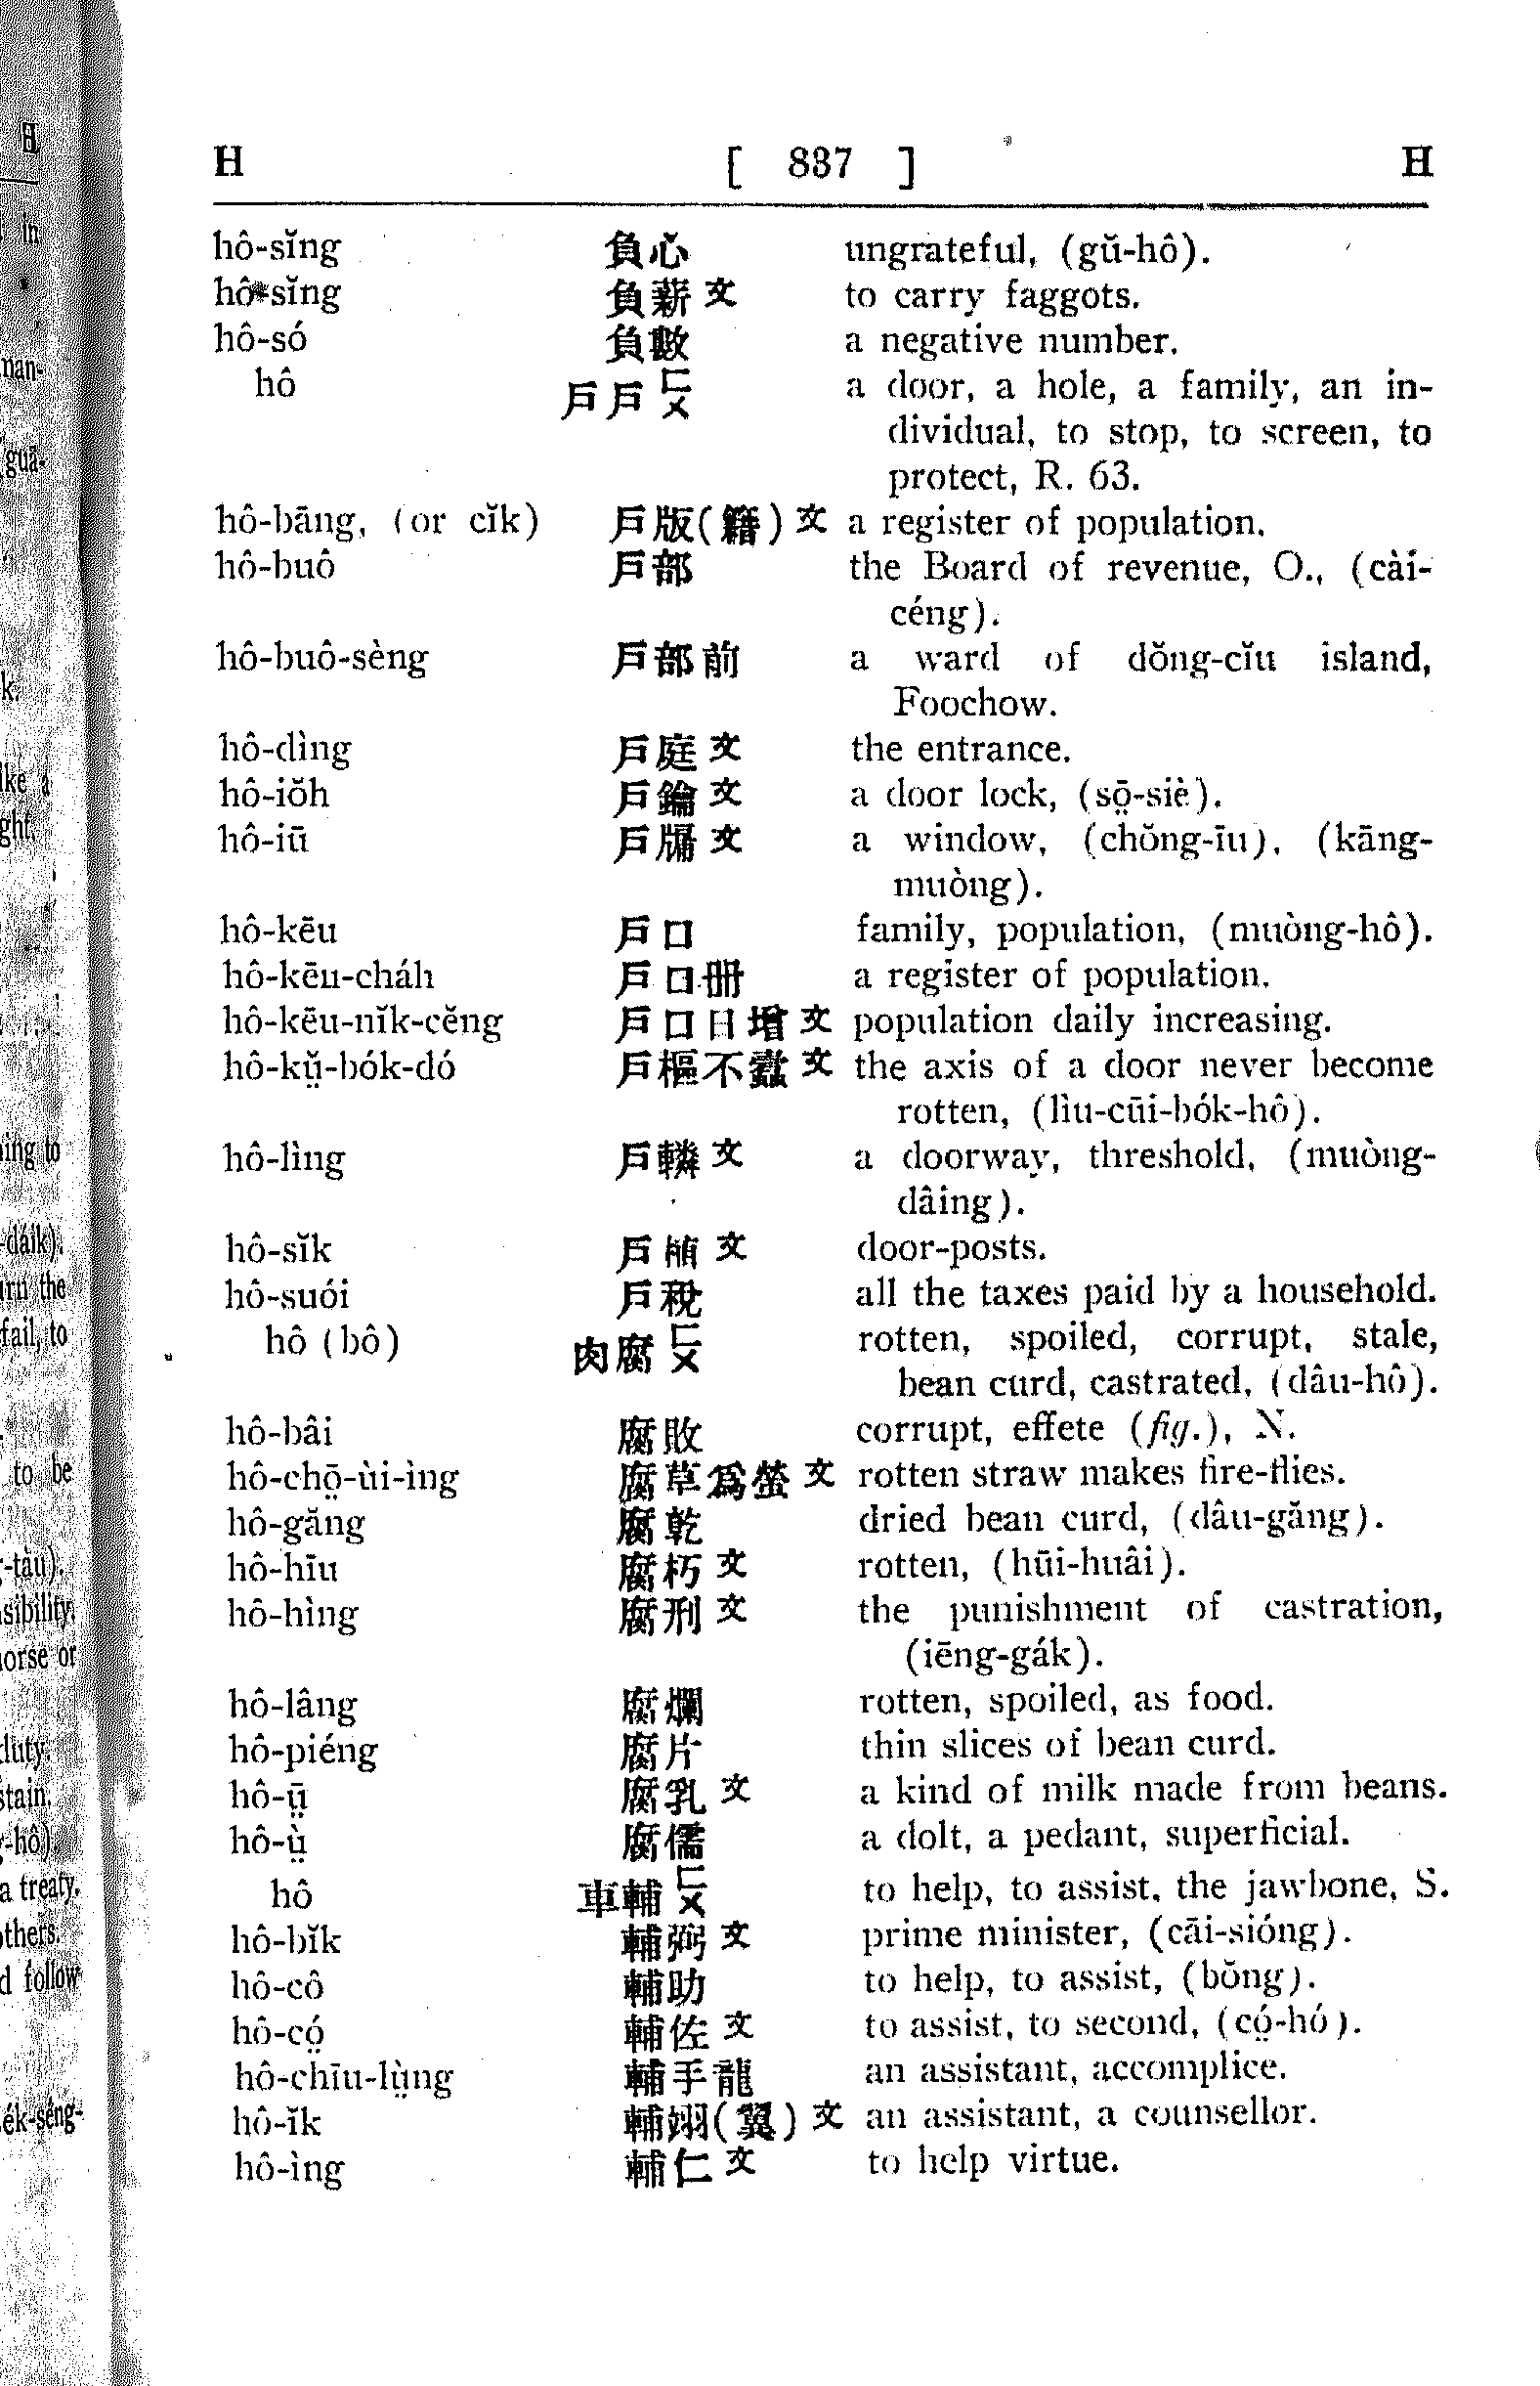 H [ 337 ] H
hô-sĭng 負心 ungrateful, (gŭ-hô).
hô-sĭng 負薪文 to carry faggots.
hô-só 負數 a negative number.
hô 戶戶ㄏㄨ a door, a hole, a family, an in-
dividual, to stop, to screen, to
protect, R. 63.
hô-bāng, (or cĭk) 戶版(籍)文 a register of population.
hô-buô 戶部 the Board of revenue, O., (cài-
céng).
hô-buô-sèng 戶部前 a ward of dŏng-cĭu island,
Foochow.
hô-dìng 戶庭文 the entrance.
hô-iŏh 戶鑰文 a door lock, (sō̤-siè).
hô-iū 戶牖文 a window, (chŏng-īu), (kāng-
muòng).
hô-kēu 戶口 family, population, (muòng-hô).
hô-kēu-cháh 戶口冊 a register of population.
hô-kēu-nĭk-cĕng 戶口日增文 population daily increasing.
hô-kṳ̆-bók-dó 戶樞不蠹文 the axis of a door never become
rotten, (lìu-cūi-bók-hô).
hô-lìng 戶轔文 a doorway, threshold, (muòng-
dâing).
hô-sĭk 戶植文 door-posts.
hô-suói 戶稅 all the taxes paid by a household.
hô (bô) 肉腐ㄏㄨ rotten, spoiled, corrupt, stale,
bean curd, castrated, (dâu-hô).
hô-bâi 腐敗 corrupt, effete (fig.), N.
hô-chō̤-ùi-ìng 腐草爲螢文 rotten straw makes fire-flies.
hô-găng 腐乾 dried bean curd, (dâu-găng).
hô-hīu 腐朽文 rotten, (hūi-huâi).
hô-hìng 腐刑文 the punishment of castration,
(iēng-gák).
hô-lâng 腐爛 rotten, spoiled, as food.
hô-piéng 腐片 thin slices of bean curd.
hô-ṳ̄ 腐乳文 a kind of milk made from beans.
hô-ṳ̀ 腐儒 a dolt, a pedant, superficial.
hô 車輔ㄏㄨ to help, to assist, the jawbone, S.
hô-bĭk 輔弼文 prime minister, (cāi-sióng).
hô-cô 輔助 to help, to assist, (bŏng).
hô-có̤ 輔佐文 to assist, to second, (có̤-hó).
hô-chīu-lṳ̀ng 輔手龍 an assistant, accomplice.
hô-ĭk 輔翊(翼)文 an assistant, a counsellor.
hô-ìng 輔仁文 to help virtue.